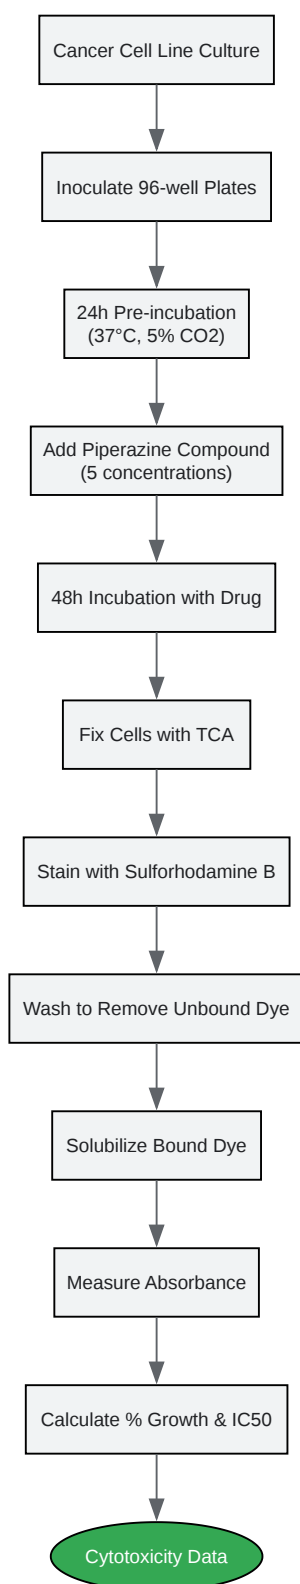 Cancer Cell Line Culture
Inoculate 96-well Plates
24h Pre-incubation
(37°C, 5% CO2)
Add Piperazine Compound
(5 concentrations)
48h Incubation with Drug
Fix Cells with TCA
Stain with Sulforhodamine B
Wash to Remove Unbound Dye
Solubilize Bound Dye
Measure Absorbance
Calculate % Growth & IC50
Cytotoxicity Data